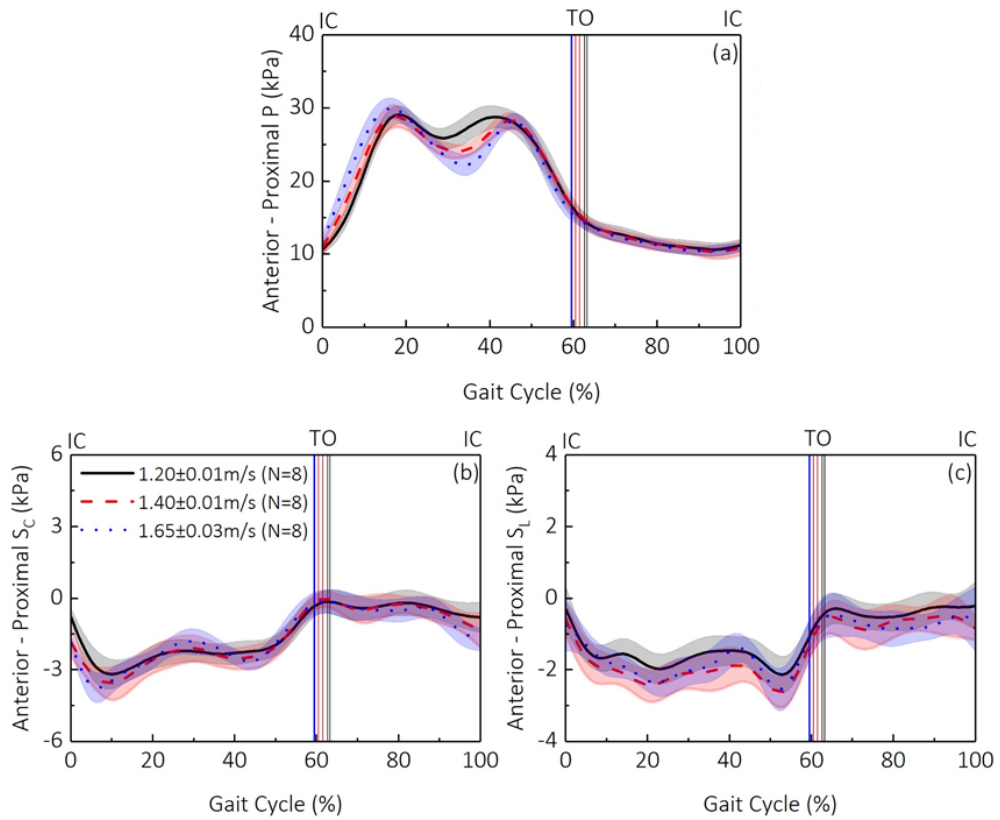 IC TO IC
(a)
40
30
20
10
0
Anterior - Proximal P (kPa)
0 20 40 60 80 100
Gait Cycle (%)
IC TO IC
(b)
6
3
0
-3
-6
Anterior - Proximal S_C (kPa)
1.20±0.01m/s (N=8)
1.40±0.01m/s (N=8)
1.65±0.03m/s (N=8)
0 20 40 60 80 100
Gait Cycle (%)
IC TO IC
(c)
4
2
0
-2
-4
Anterior - Proximal S_L (kPa)
0 20 40 60 80 100
Gait Cycle (%)